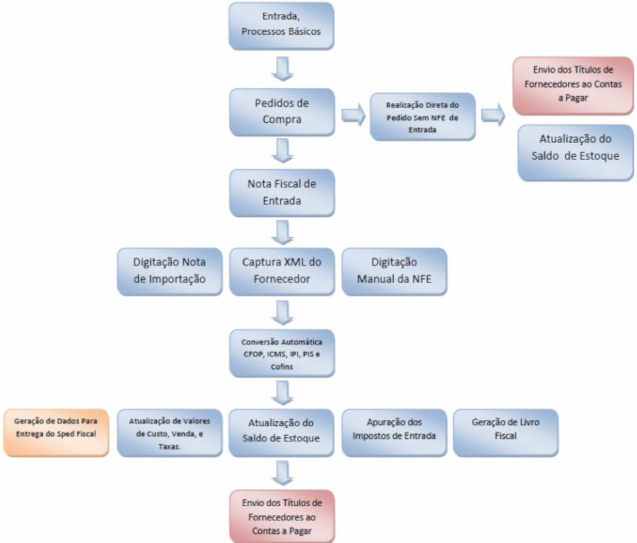 Entrada,
Processos Básicos
Envio dos Títulos de
Fornecedores ao Contas
a Pagar
Pedidos de
Compra
Realização Direta do
Pedido Sem NFE de
Entrada
Atualização do
Saldo de Estoque
Nota Fiscal de
Entrada
Digitação Nota
de Importação
Captura XML do
Fornecedor
Digitação
Manual da NFE
Conversão Automática
CFOP, ICMS, IPI, PIS e
Cofins
Geração de Dados Para
Entrega do Sped Fiscal
Atualização de Valores
de Custo, Venda, e
Taxas.
Atualização do
Saldo de Estoque
Apuração dos
Impostos de Entrada
Geração de Livro
Fiscal
Envio dos Títulos de
Fornecedores ao
Contas a Pagar